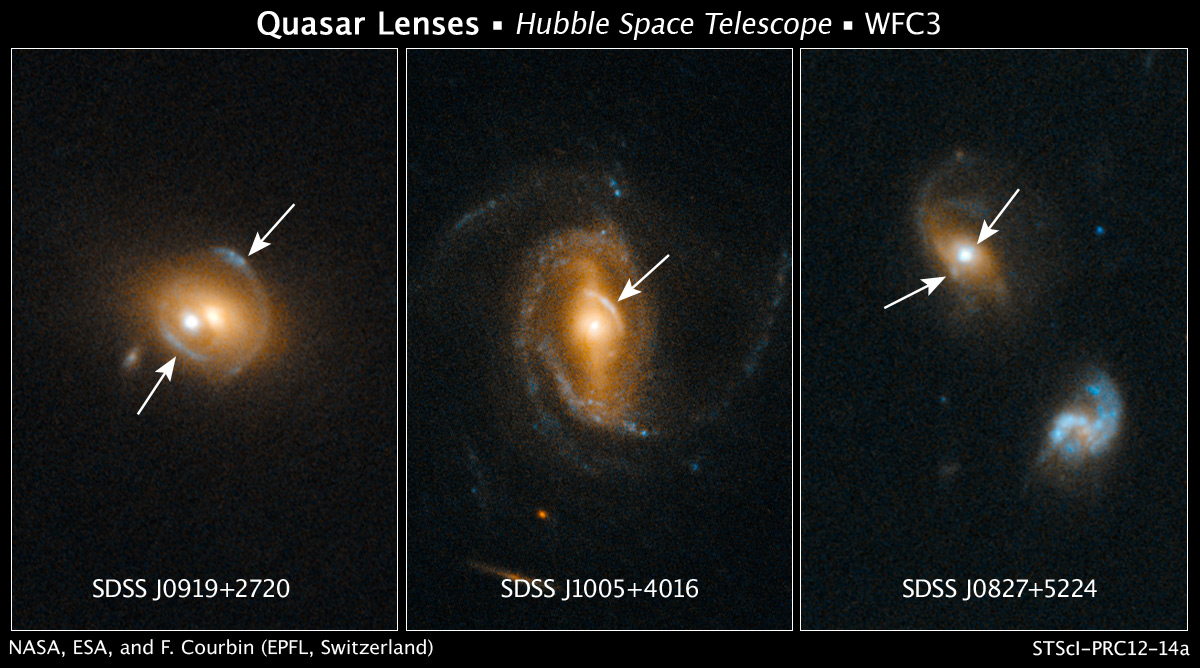 Quasar Lenses ▪ Hubble Space Telescope ▪ WFC3
SDSS J0919+2720
SDSS J1005+4016
SDSS J0827+5224
NASA, ESA, and F. Courbin (EPFL, Switzerland)
STScI-PRC12-14a